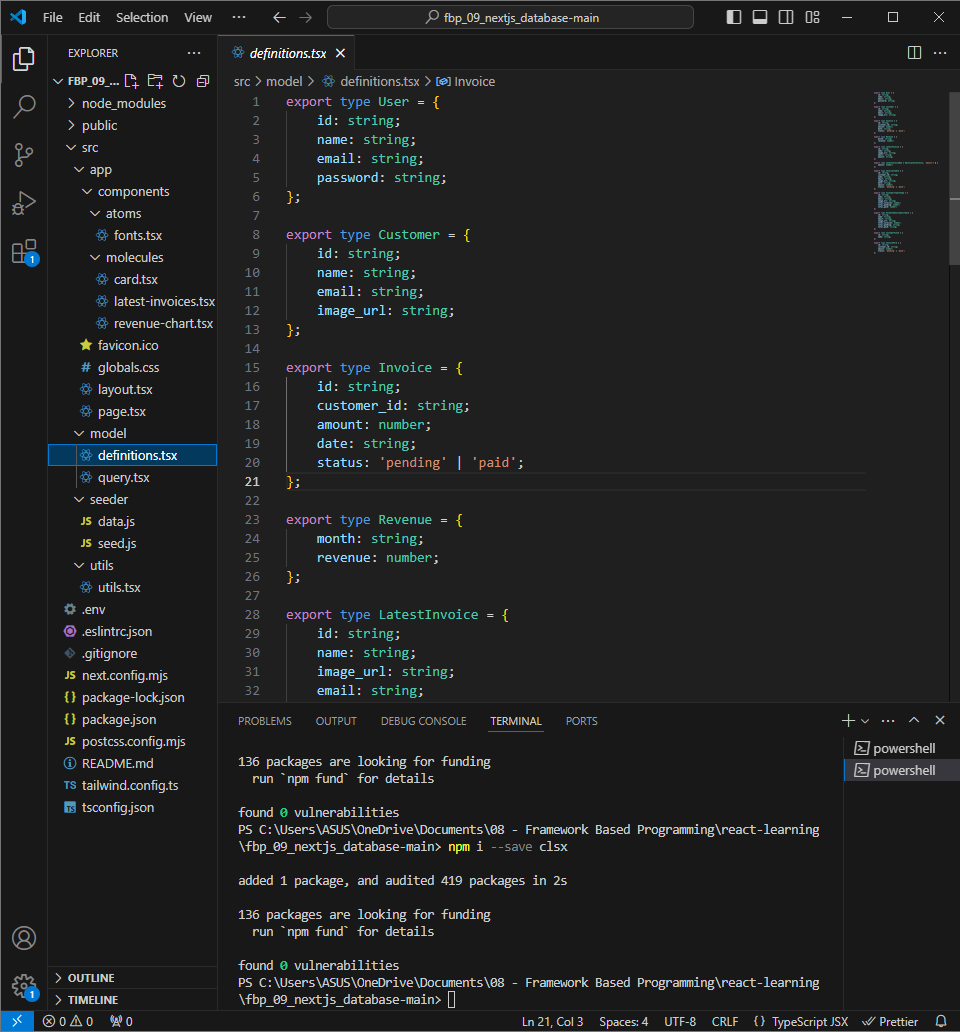 File Edit Selection View ··· fbp_09_nextjs_database-main
EXPLORER ···
FBP_09_...
node_modules
public
src
app
components
atoms
fonts.tsx
molecules
card.tsx
latest-invoices.tsx
revenue-chart.tsx
favicon.ico
# globals.css
layout.tsx
page.tsx
model
definitions.tsx
query.tsx
seeder
JS data.js
JS seed.js
utils
utils.tsx
.env
.eslintrc.json
.gitignore
JS next.config.mjs
{} package-lock.json
{} package.json
JS postcss.config.mjs
README.md
TS tailwind.config.ts
TS tsconfig.json
OUTLINE
TIMELINE
1
1
definitions.tsx
src > model > definitions.tsx > Invoice
1 export type User = {
2 id: string;
3 name: string;
4 email: string;
5 password: string;
6 };
7
8 export type Customer = {
9 id: string;
10 name: string;
11 email: string;
12 image_url: string;
13 };
14
15 export type Invoice = {
16 id: string;
17 customer_id: string;
18 amount: number;
19 date: string;
20 status: 'pending' | 'paid';
21 };
22
23 export type Revenue = {
24 month: string;
25 revenue: number;
26 };
27
28 export type LatestInvoice = {
29 id: string;
30 name: string;
31 image_url: string;
32 email: string;
PROBLEMS OUTPUT DEBUG CONSOLE TERMINAL PORTS
136 packages are looking for funding
run `npm fund` for details
found 0 vulnerabilities
PS C:\Users\ASUS\OneDrive\Documents\08 - Framework Based Programming\react-learning
\fbp_09_nextjs_database-main> npm i --save clsx
added 1 package, and audited 419 packages in 2s
136 packages are looking for funding
run `npm fund` for details
found 0 vulnerabilities
PS C:\Users\ASUS\OneDrive\Documents\08 - Framework Based Programming\react-learning
\fbp_09_nextjs_database-main>
powershell
powershell
0 0 0 Ln 21, Col 3 Spaces: 4 UTF-8 CRLF {} TypeScript JSX Prettier